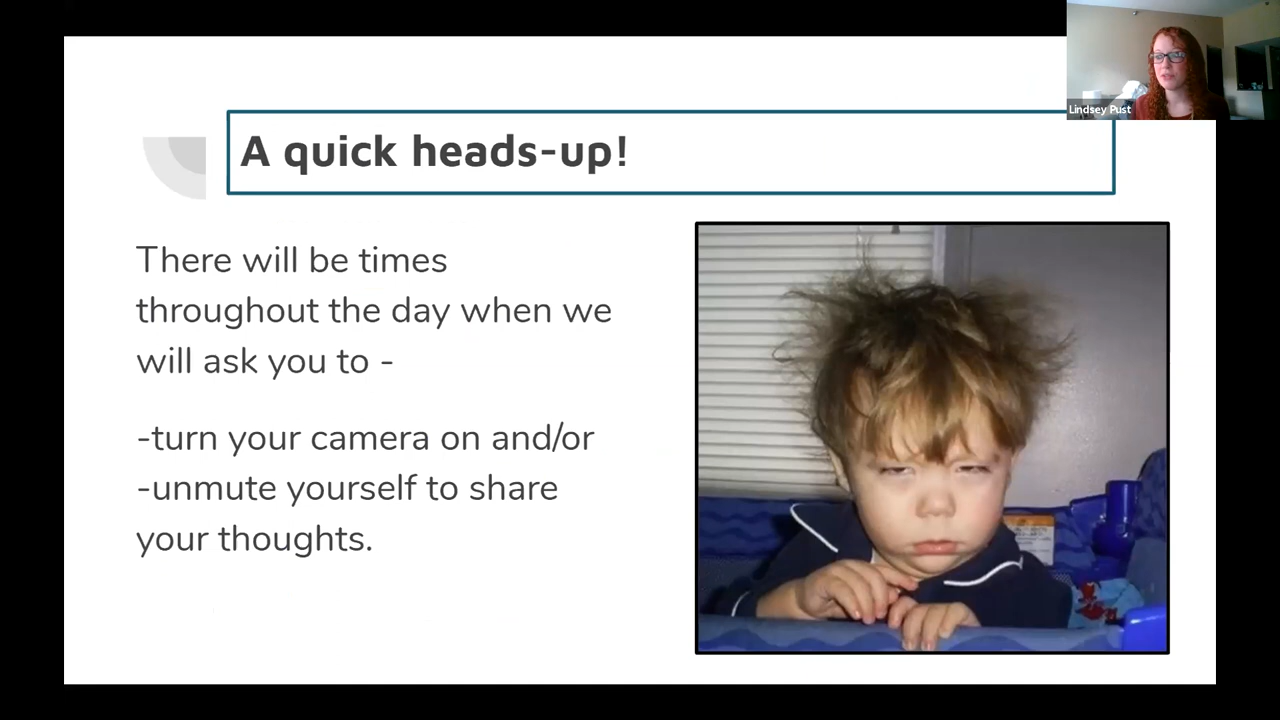 Lindsey Pust
A quick heads-up!
There will be times
throughout the day when we
will ask you to -
-turn your camera on and/or
-unmute yourself to share
your thoughts.